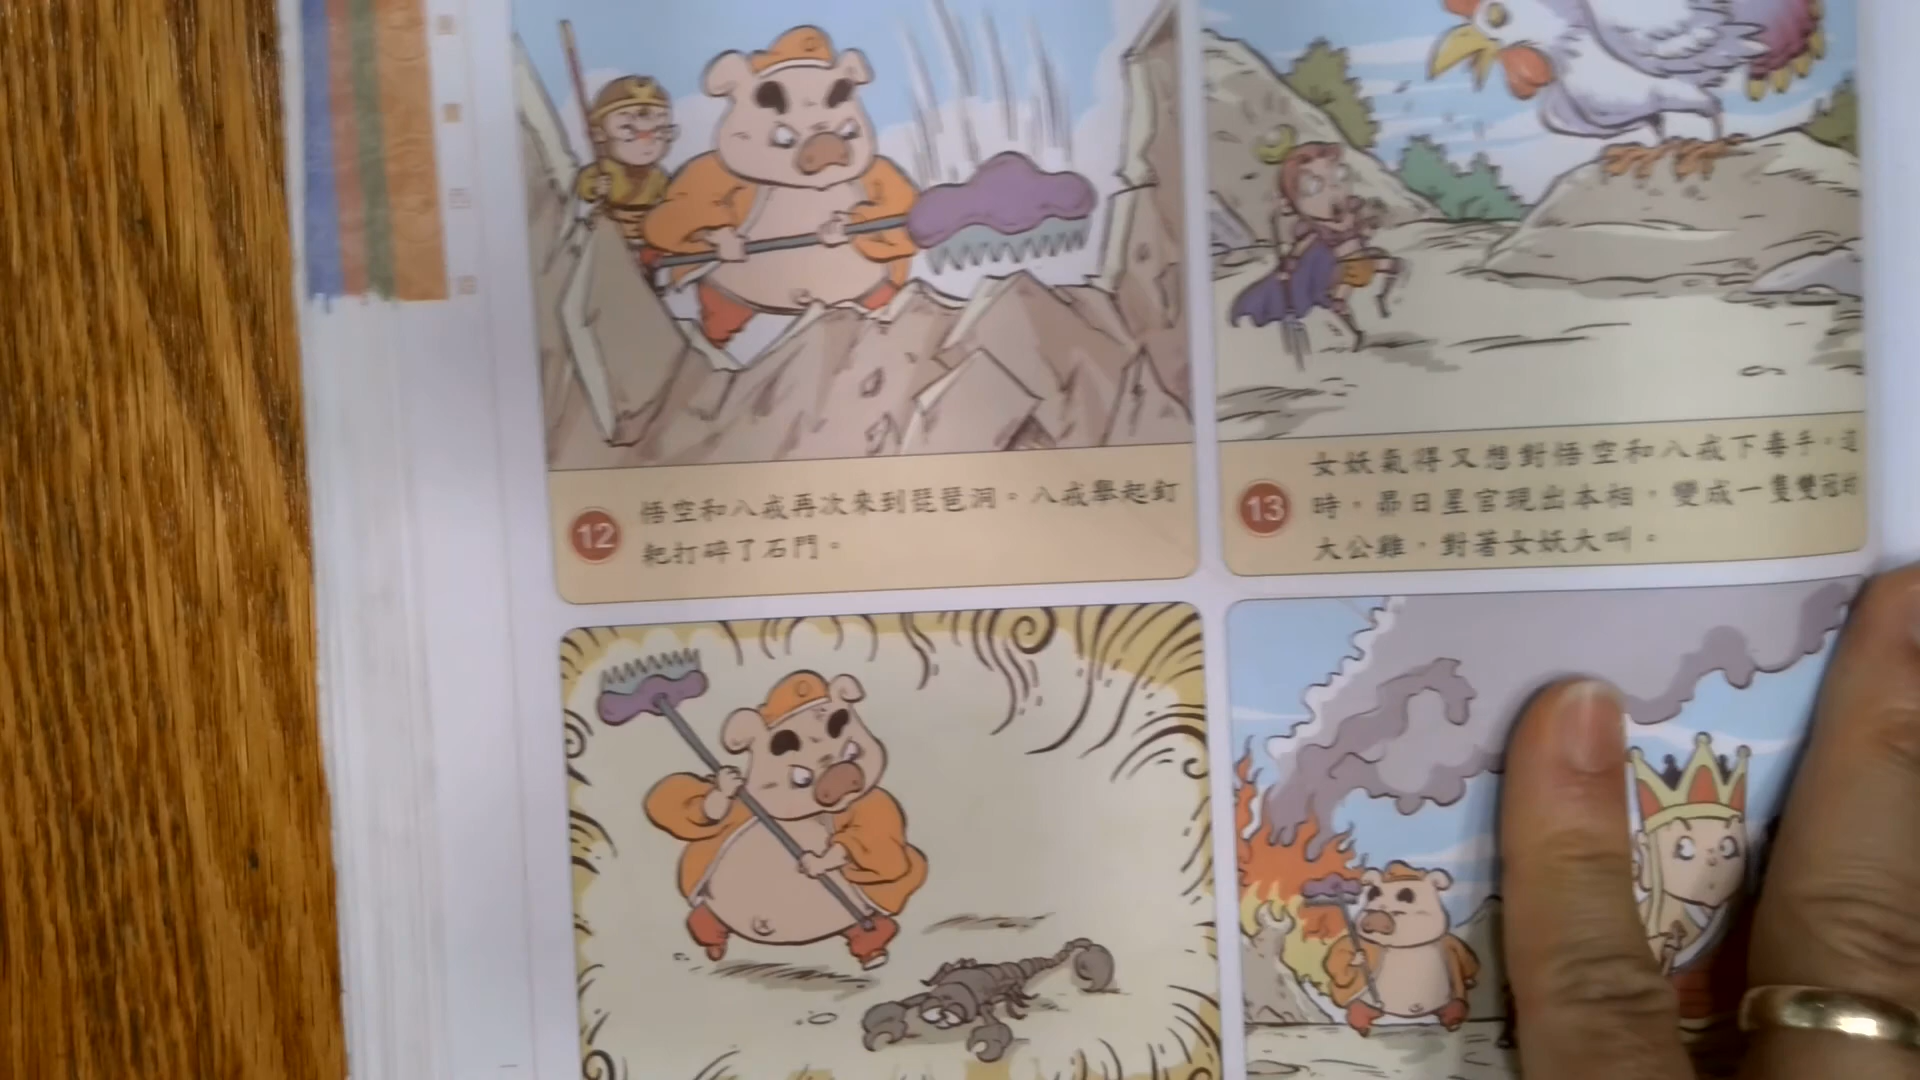 12
悟空和八戒再次來到琵琶洞。八戒舉起釘
耙打碎了石門。
13
女妖氣得又想對悟空和八戒下毒手。這
時，昴日星官現出本相，變成一隻雙冠的
大公雞，對著女妖大叫。